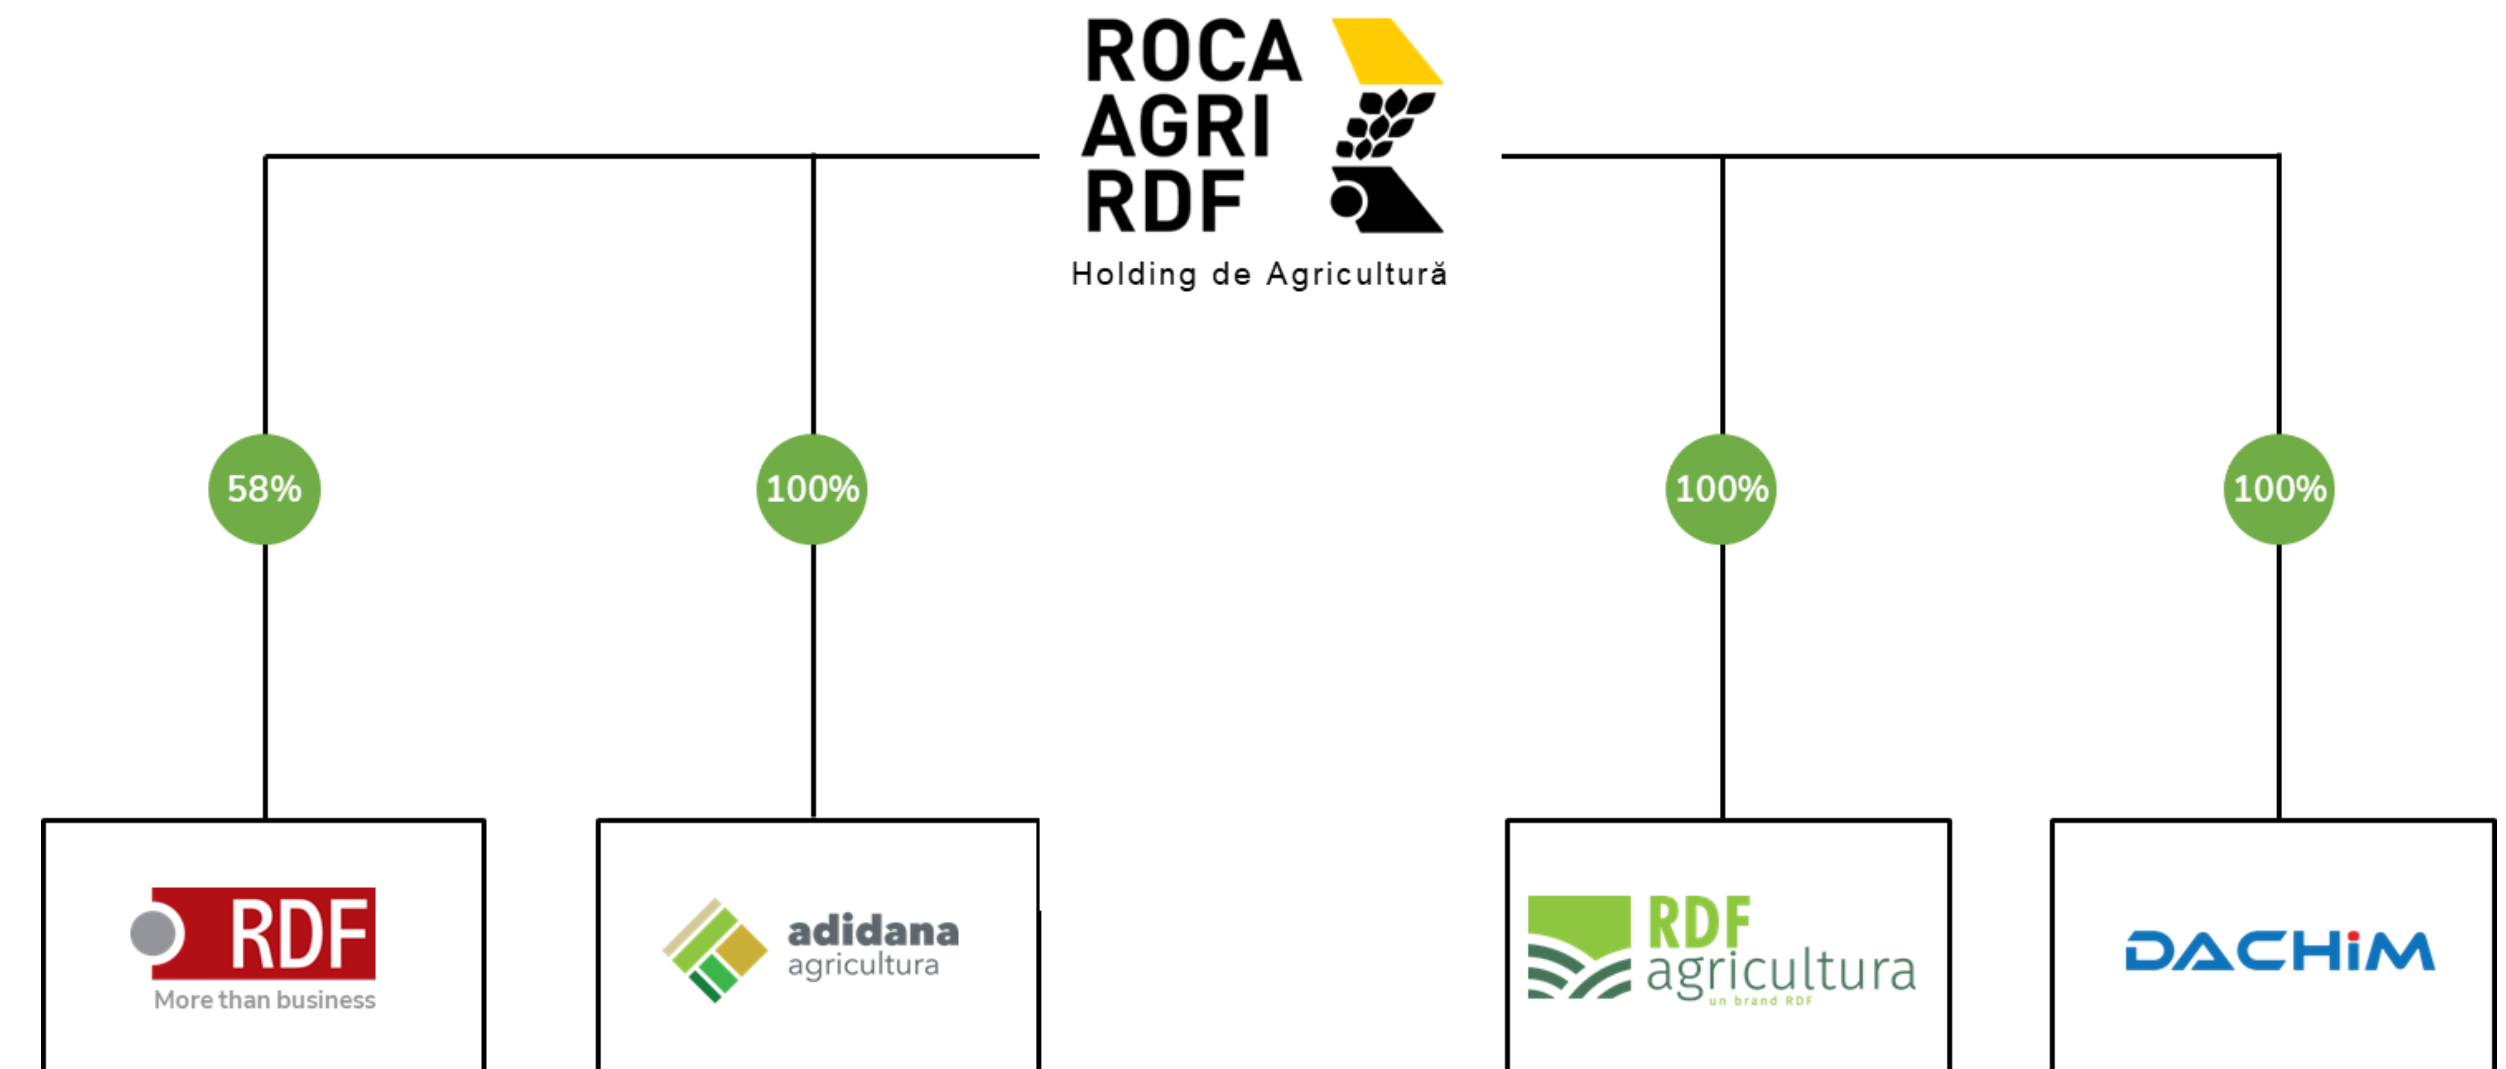 ROCA
AGRI
RDF
Holding de Agricultură
58%
100%
100%
100%
RDF
More than business
adidana
agricultura
RDF
agricultura
un brand RDF
DACHiM